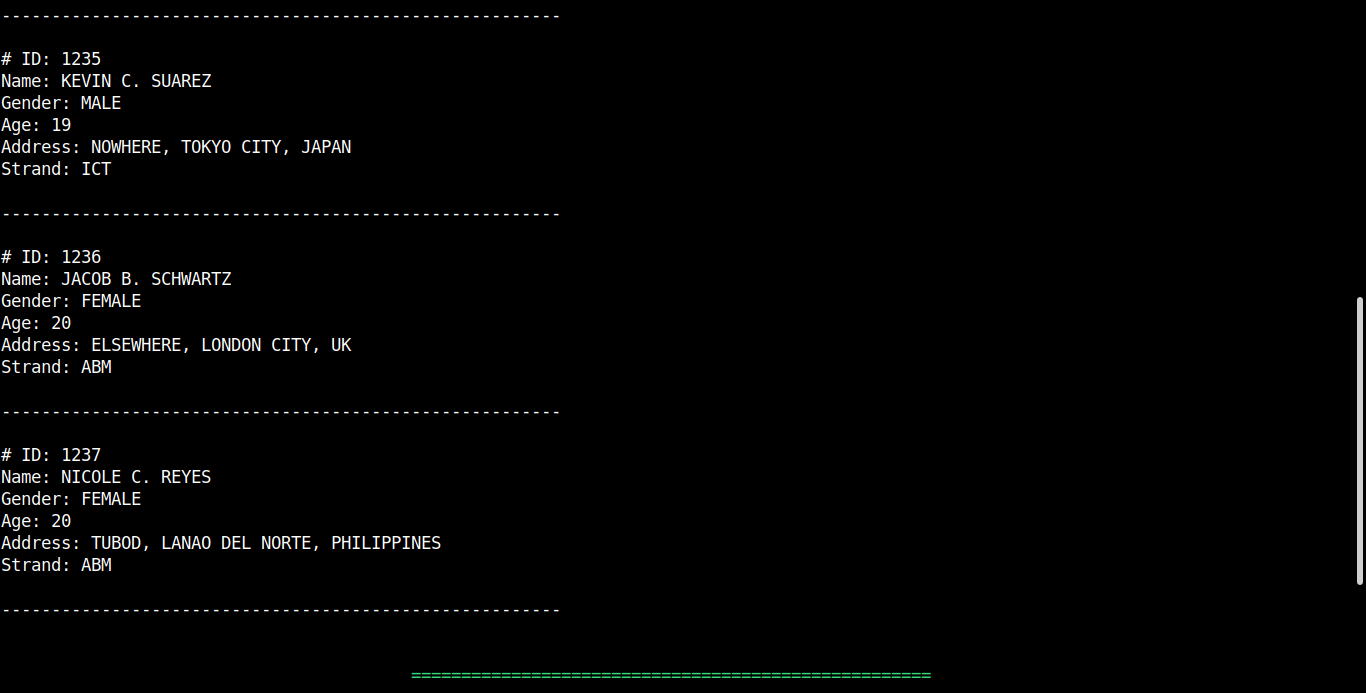 --------------------------------------------------------
# ID: 1235
Name: KEVIN C. SUAREZ
Gender: MALE
Age: 19
Address: NOWHERE, TOKYO CITY, JAPAN
Strand: ICT
--------------------------------------------------------
# ID: 1236
Name: JACOB B. SCHWARTZ
Gender: FEMALE
Age: 20
Address: ELSEWHERE, LONDON CITY, UK
Strand: ABM
--------------------------------------------------------
# ID: 1237
Name: NICOLE C. REYES
Gender: FEMALE
Age: 20
Address: TUBOD, LANAO DEL NORTE, PHILIPPINES
Strand: ABM
--------------------------------------------------------
====================================================